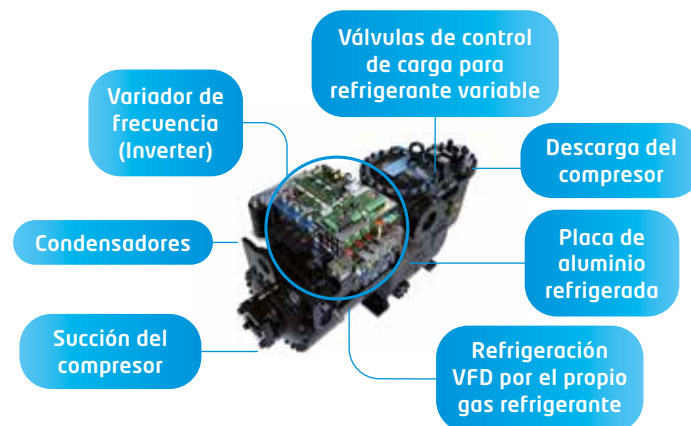 Válvulas de control
de carga para
refrigerante variable
Variador de
frecuencia
(Inverter)
Descarga del
compresor
Condensadores
Placa de
aluminio
refrigerada
Succión del
compresor
Refrigeración
VFD por el propio
gas refrigerante